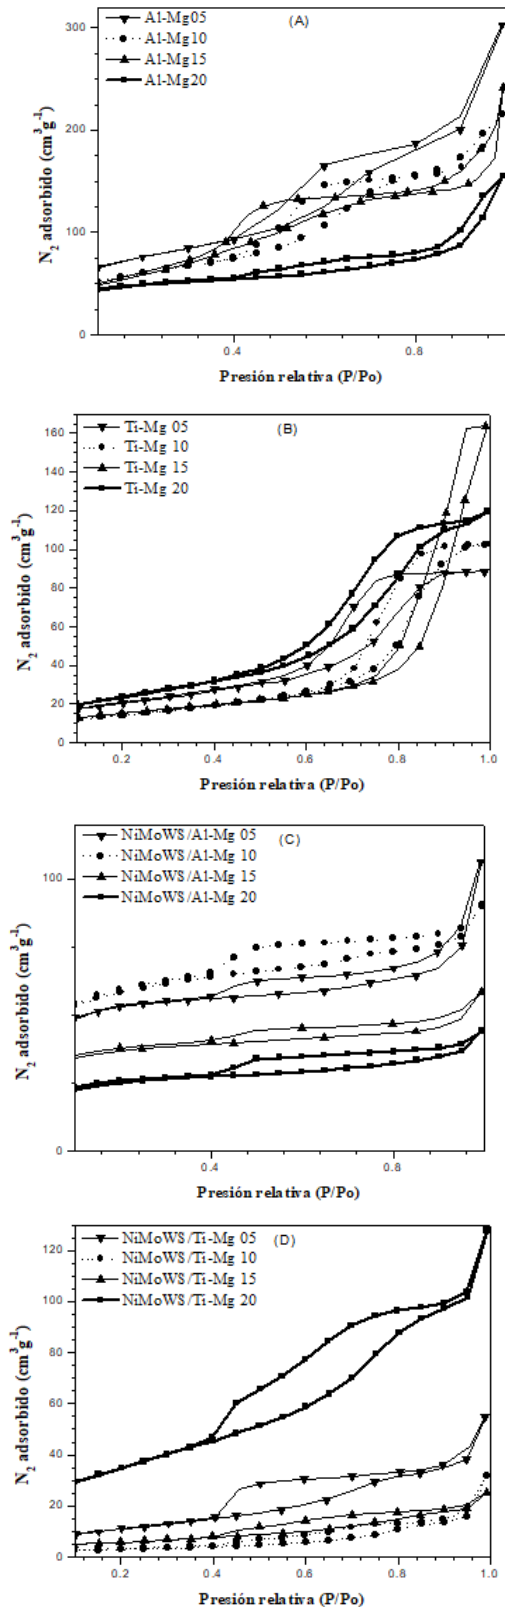 (A)
Al-Mg05
Al-Mg10
Al-Mg15
Al-Mg20
300
200
100
0
0.4
0.8
N2 adsorbido (cm3g-1)
Presión relativa (P/Po)
(B)
Ti-Mg 05
Ti-Mg 10
Ti-Mg 15
Ti-Mg 20
160
140
120
100
80
60
40
20
0
0.2
0.4
0.6
0.8
1.0
N2 adsorbido (cm3g-1)
Presión relativa (P/Po)
(C)
NiMoWS/Al-Mg 05
NiMoWS/Al-Mg 10
NiMoWS/Al-Mg 15
NiMoWS/Al-Mg 20
100
0
0.4
0.8
N2 adsorbido (cm3g-1)
Presión relativa (P/Po)
(D)
NiMoWS/Ti-Mg 05
NiMoWS/Ti-Mg 10
NiMoWS/Ti-Mg 15
NiMoWS/Ti-Mg 20
120
100
80
60
40
20
0
0.2
0.4
0.6
0.8
1.0
N2 adsorbido (cm3g-1)
Presión relativa (P/Po)